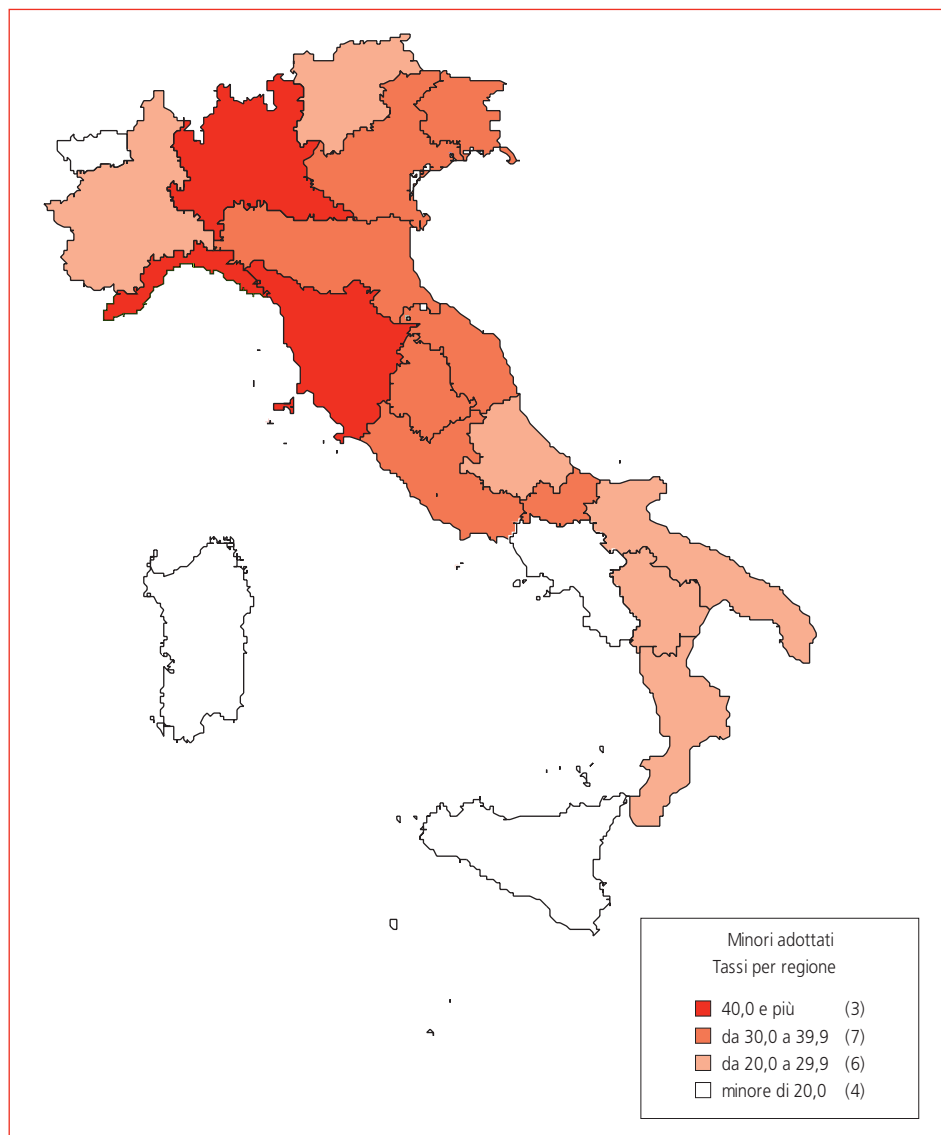 Minori adottati
Tassi per regione
40,0 e più (3)
da 30,0 a 39,9 (7)
da 20,0 a 29,9 (6)
minore di 20,0 (4)